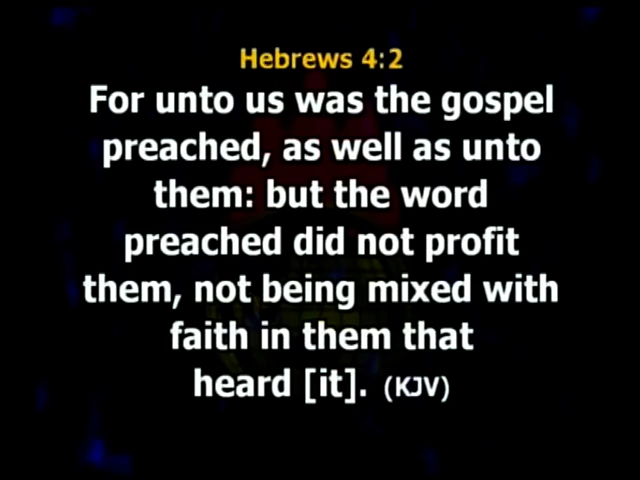 Hebrews 4:2
For unto us was the gospel
preached, as well as unto
them: but the word
preached did not profit
them, not being mixed with
faith in them that
heard [it]. (KJV)